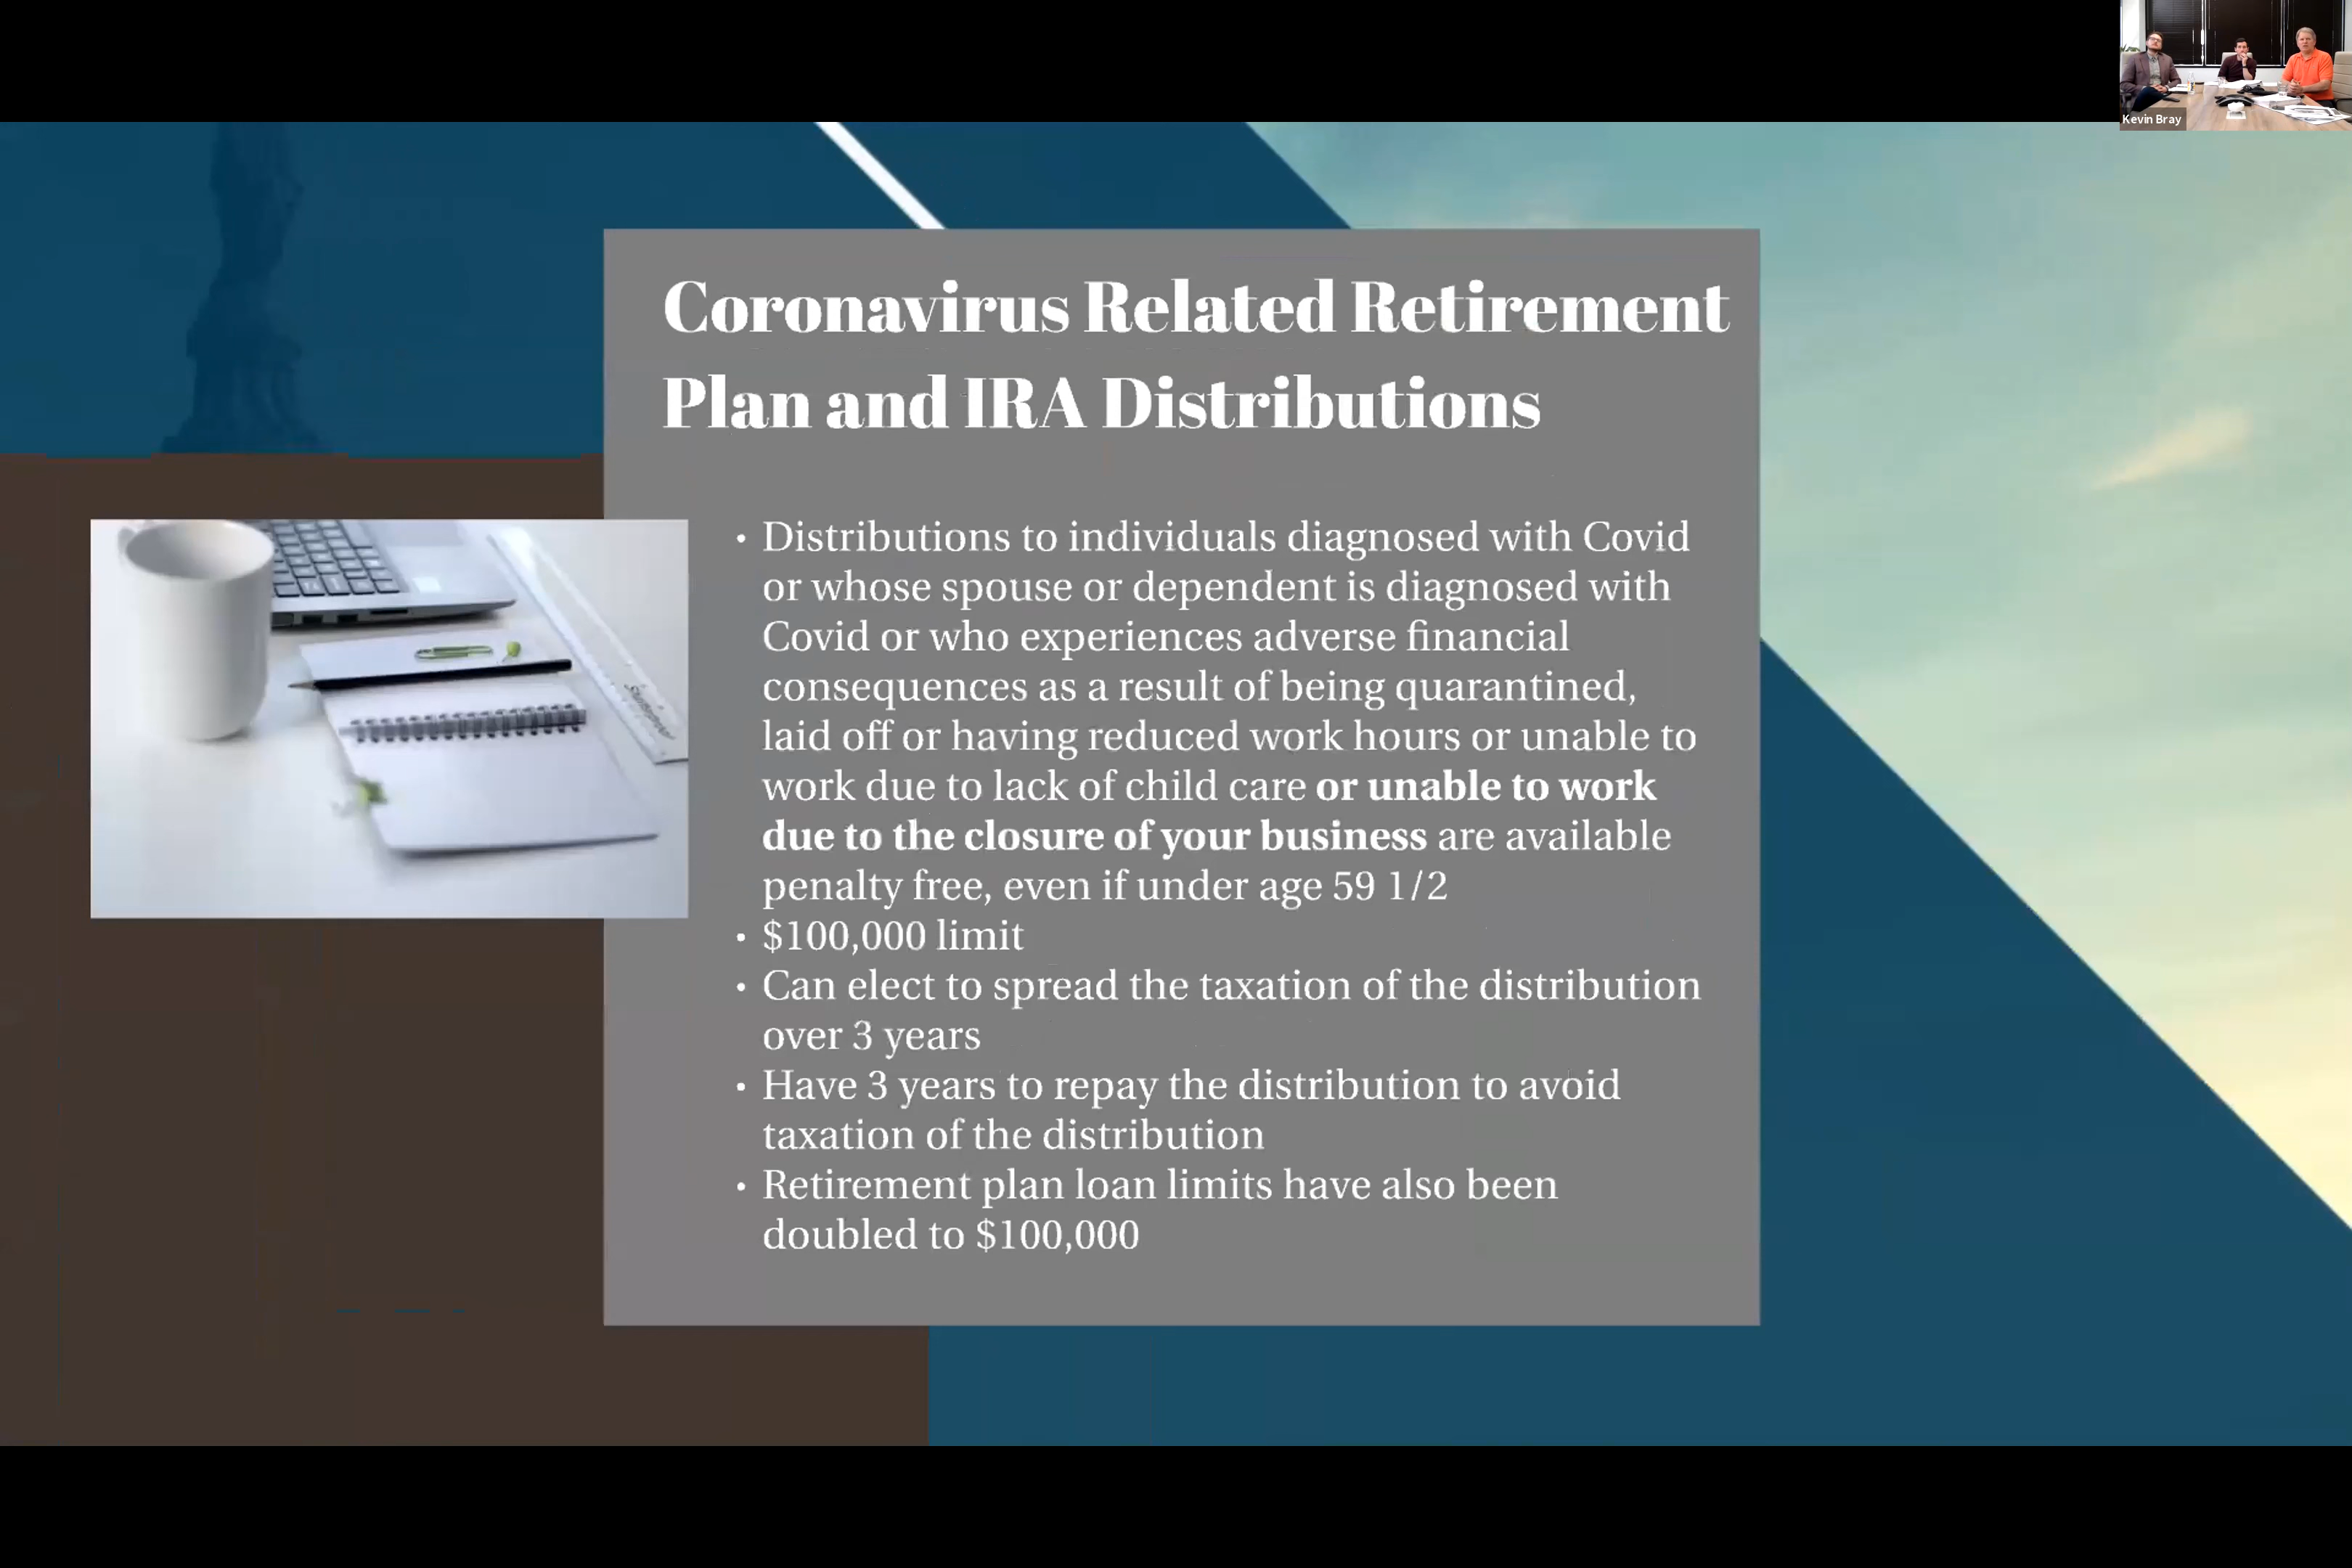 Kevin Bray
Coronavirus Related Retirement
Plan and IRA Distributions
• Distributions to individuals diagnosed with Covid
or whose spouse or dependent is diagnosed with
Covid or who experiences adverse financial
consequences as a result of being quarantined,
laid off or having reduced work hours or unable to
work due to lack of child care or unable to work
due to the closure of your business are available
penalty free, even if under age 59 1/2
• $100,000 limit
• Can elect to spread the taxation of the distribution
over 3 years
• Have 3 years to repay the distribution to avoid
taxation of the distribution
• Retirement plan loan limits have also been
doubled to $100,000